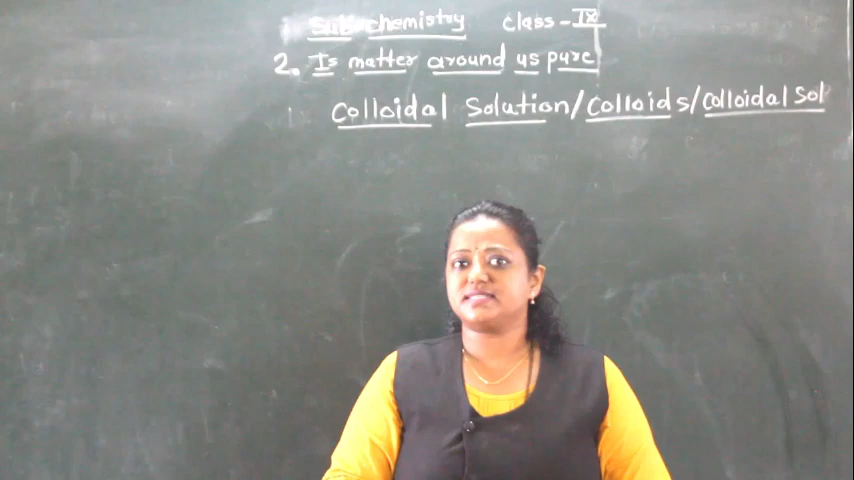 Sub: chemistry class - IX
2. Is matter around us pure
Colloidal Solution/Colloids/Colloidal Sol